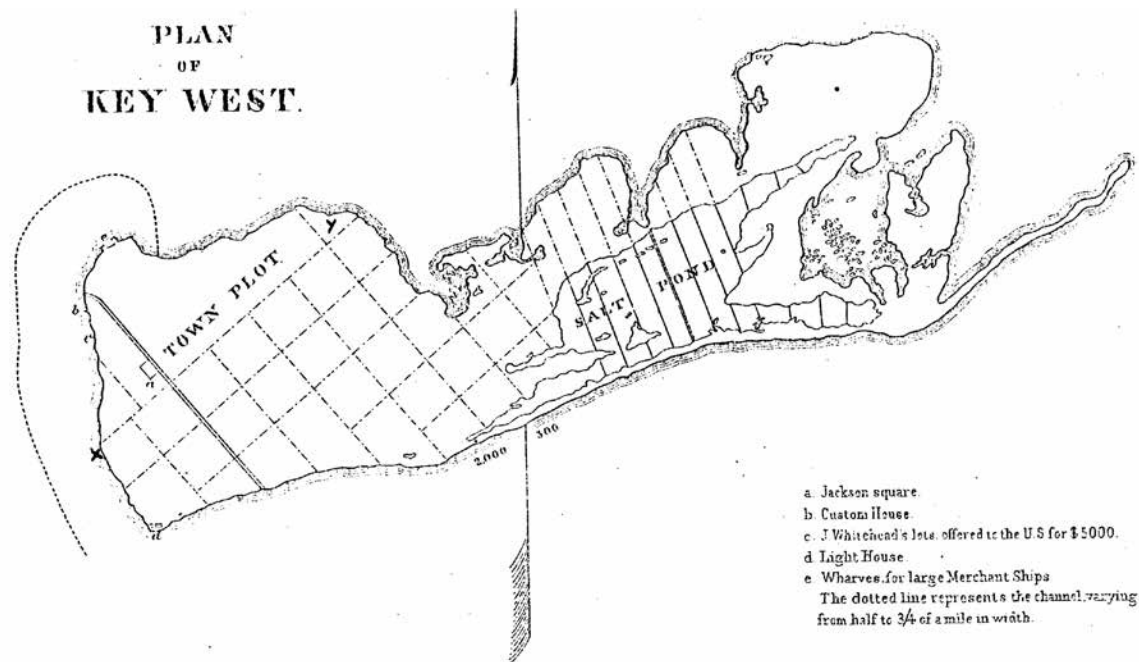 PLAN
OF
KEY WEST.
y
TOWN PLOT
SALT POND
b
c
a
x
d
2,000
300
a. Jackson square.
b. Custom House.
c. J Whitehead's lots. offered to the U.S for $5000.
d Light House.
e Wharves, for large Merchant Ships
The dotted line represents the channel, varying
from half to 3/4 of a mile in width.